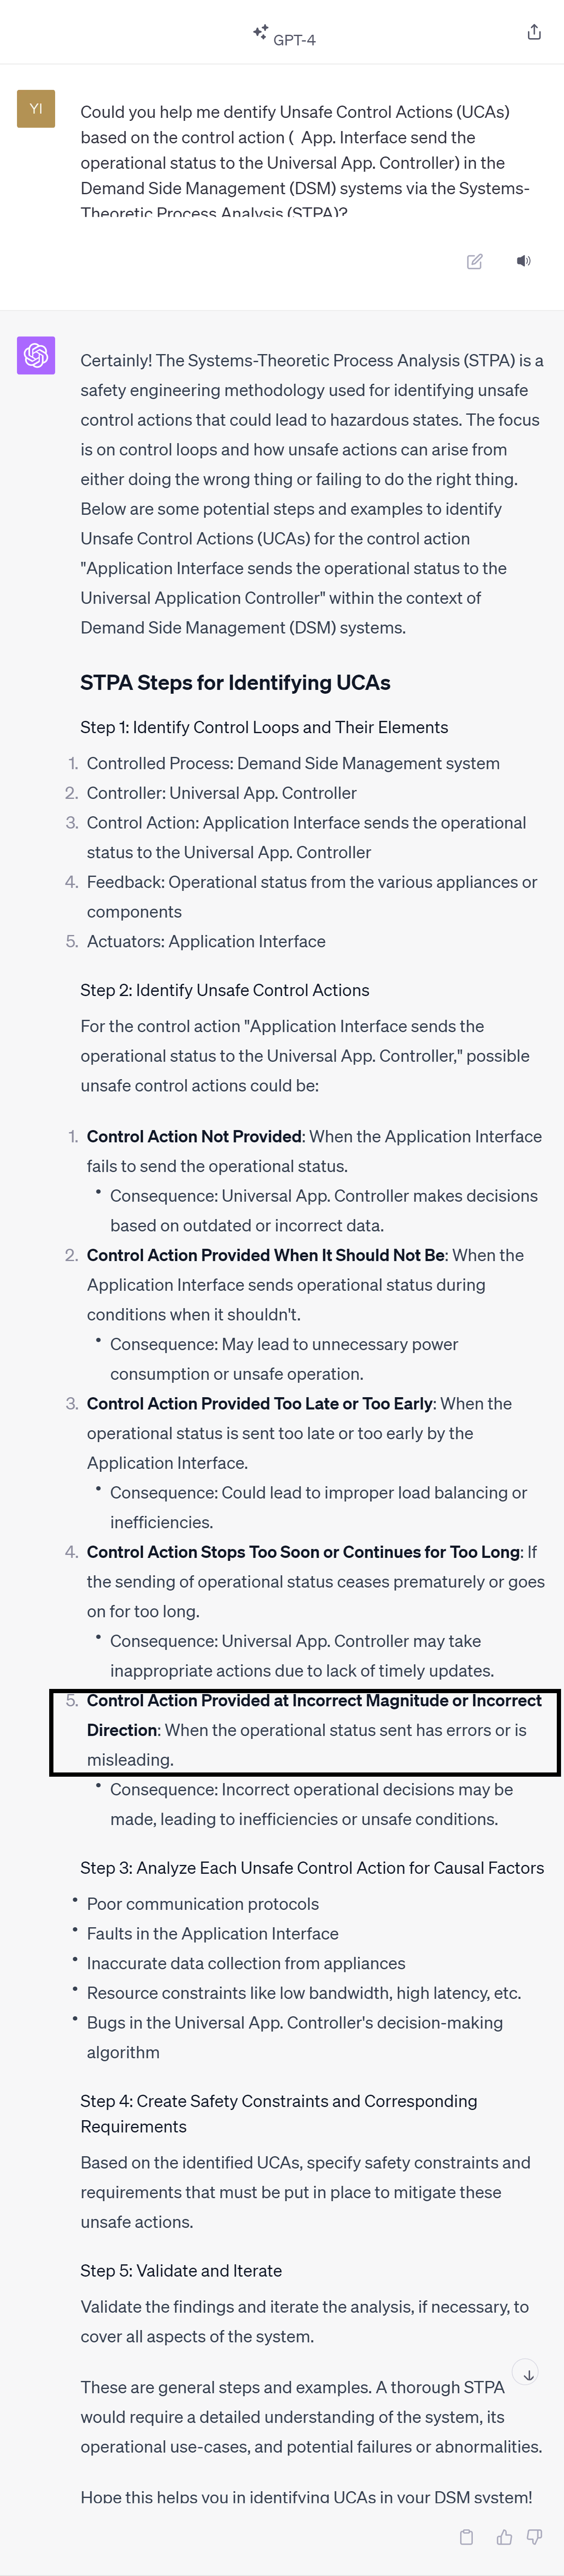 GPT-4
YI
Could you help me dentify Unsafe Control Actions (UCAs)
based on the control action ( App. Interface send the
operational status to the Universal App. Controller) in the
Demand Side Management (DSM) systems via the Systems-
Theoretic Process Analysis (STPA)?
Certainly! The Systems-Theoretic Process Analysis (STPA) is a
safety engineering methodology used for identifying unsafe
control actions that could lead to hazardous states. The focus
is on control loops and how unsafe actions can arise from
either doing the wrong thing or failing to do the right thing.
Below are some potential steps and examples to identify
Unsafe Control Actions (UCAs) for the control action
"Application Interface sends the operational status to the
Universal Application Controller" within the context of
Demand Side Management (DSM) systems.
STPA Steps for Identifying UCAs
Step 1: Identify Control Loops and Their Elements
1. Controlled Process: Demand Side Management system
2. Controller: Universal App. Controller
3. Control Action: Application Interface sends the operational
status to the Universal App. Controller
4. Feedback: Operational status from the various appliances or
components
5. Actuators: Application Interface
Step 2: Identify Unsafe Control Actions
For the control action "Application Interface sends the
operational status to the Universal App. Controller," possible
unsafe control actions could be:
1. Control Action Not Provided: When the Application Interface
fails to send the operational status.
• Consequence: Universal App. Controller makes decisions
based on outdated or incorrect data.
2. Control Action Provided When It Should Not Be: When the
Application Interface sends operational status during
conditions when it shouldn't.
• Consequence: May lead to unnecessary power
consumption or unsafe operation.
3. Control Action Provided Too Late or Too Early: When the
operational status is sent too late or too early by the
Application Interface.
• Consequence: Could lead to improper load balancing or
inefficiencies.
4. Control Action Stops Too Soon or Continues for Too Long: If
the sending of operational status ceases prematurely or goes
on for too long.
• Consequence: Universal App. Controller may take
inappropriate actions due to lack of timely updates.
5. Control Action Provided at Incorrect Magnitude or Incorrect
Direction: When the operational status sent has errors or is
misleading.
• Consequence: Incorrect operational decisions may be
made, leading to inefficiencies or unsafe conditions.
Step 3: Analyze Each Unsafe Control Action for Causal Factors
• Poor communication protocols
• Faults in the Application Interface
• Inaccurate data collection from appliances
• Resource constraints like low bandwidth, high latency, etc.
• Bugs in the Universal App. Controller's decision-making
algorithm
Step 4: Create Safety Constraints and Corresponding
Requirements
Based on the identified UCAs, specify safety constraints and
requirements that must be put in place to mitigate these
unsafe actions.
Step 5: Validate and Iterate
Validate the findings and iterate the analysis, if necessary, to
cover all aspects of the system.
These are general steps and examples. A thorough STPA
would require a detailed understanding of the system, its
operational use-cases, and potential failures or abnormalities.
Hope this helps you in identifying UCAs in your DSM system!